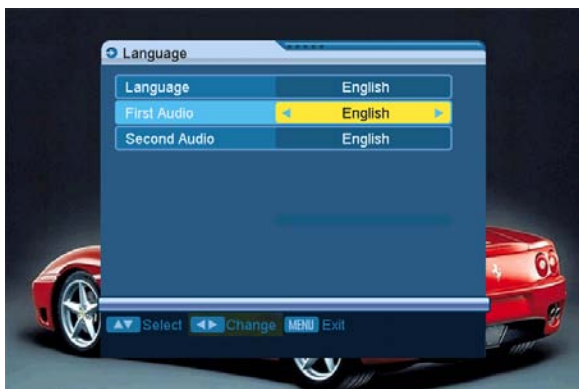 Language
Language English
First Audio English
Second Audio English
Select Change MENU Exit